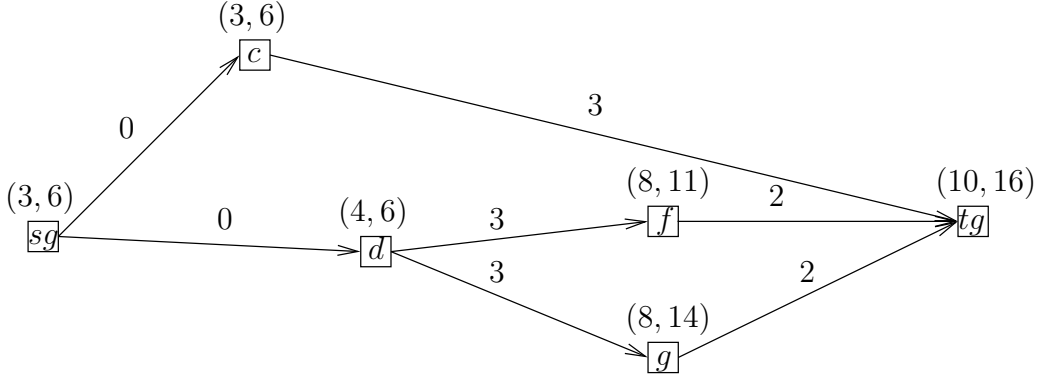 (3, 6)
c
3
0
(3, 6)
sg
0
(4, 6)
d
3
3
(8, 11)
f
2
(10, 16)
tg
2
(8, 14)
g